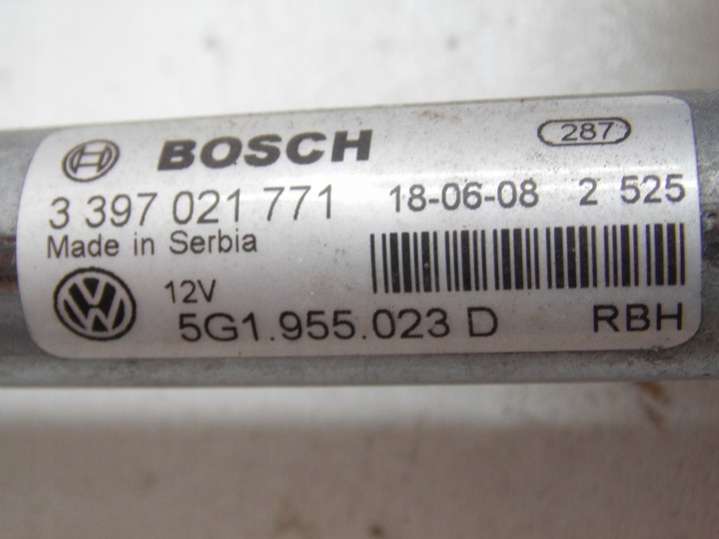 BOSCH 287
3 397 021 771 18-06-08 2 525
Made in Serbia
12V
5G1.955.023 D RBH